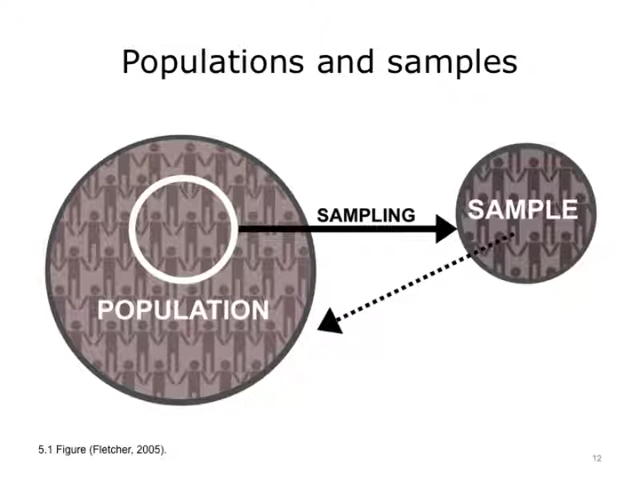 Populations and samples
SAMPLING
SAMPLE
POPULATION
5.1 Figure (Fletcher, 2005).
12